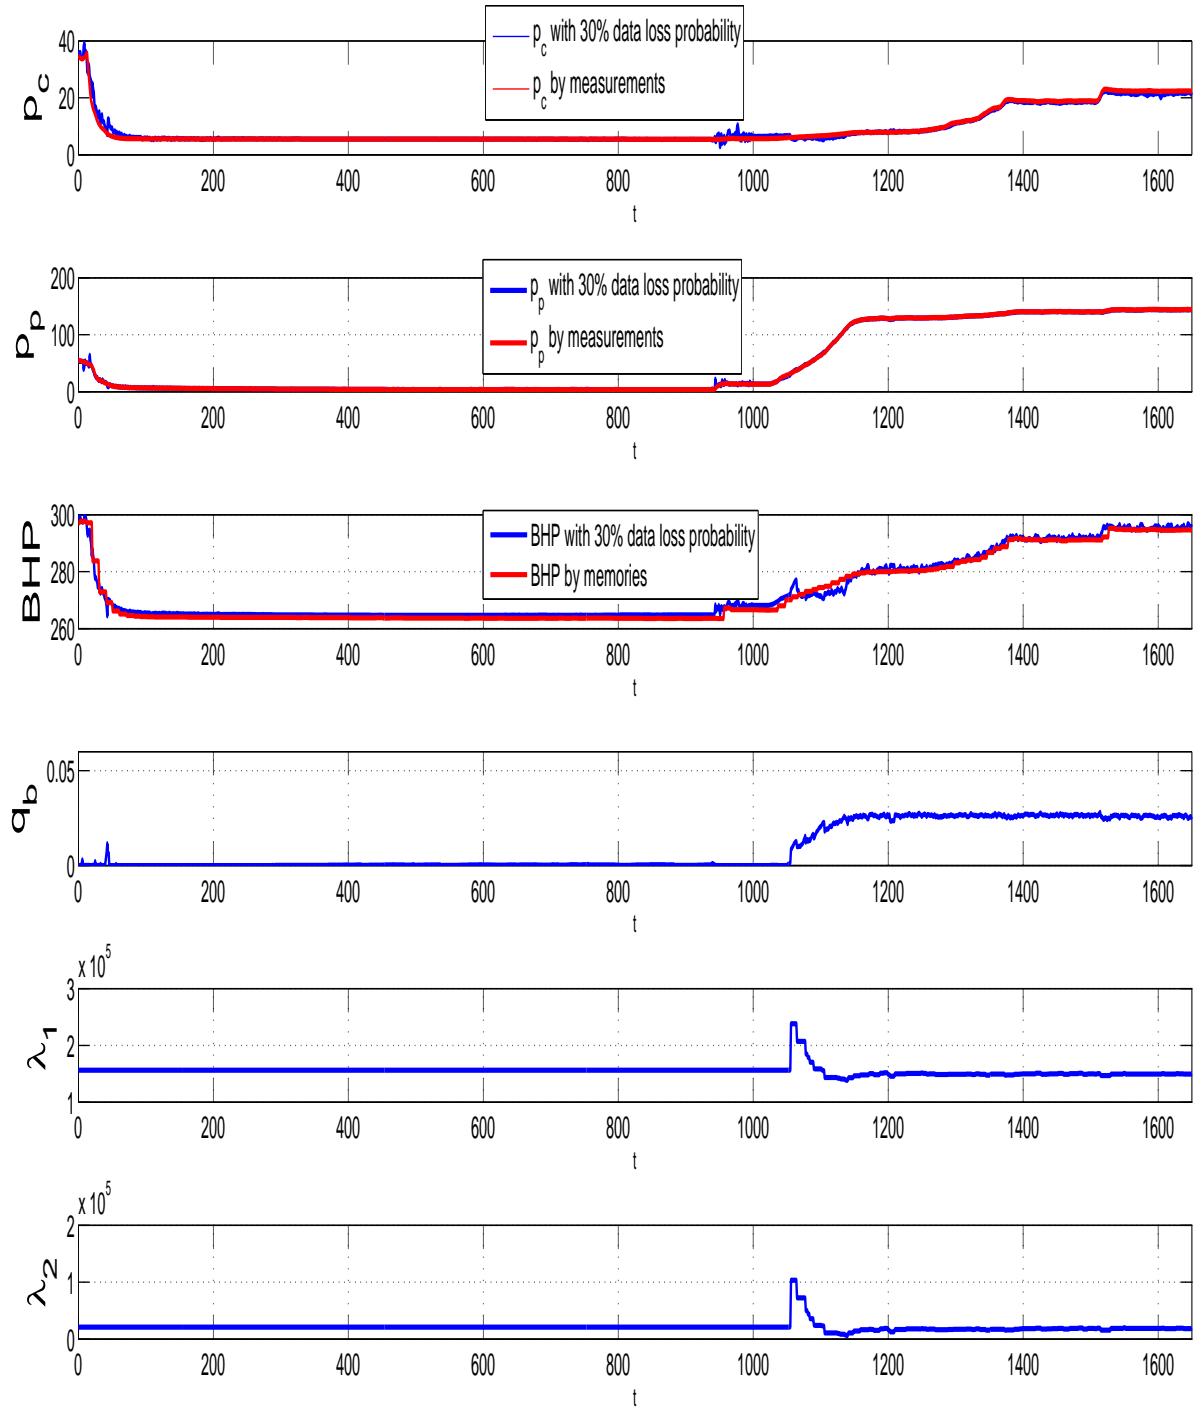 p_c with 30% data loss probability
p_c by measurements
40
20
0
p_c
0 200 400 600 800 1000 1200 1400 1600
t
p_p with 30% data loss probability
p_p by measurements
200
100
0
p_p
0 200 400 600 800 1000 1200 1400 1600
t
BHP with 30% data loss probability
BHP by memories
300
280
260
BHP
0 200 400 600 800 1000 1200 1400 1600
t
0.05
0
q_b
0 200 400 600 800 1000 1200 1400 1600
t
x 10^5
3
2
1
λ_1
0 200 400 600 800 1000 1200 1400 1600
t
x 10^5
2
1
0
λ_2
0 200 400 600 800 1000 1200 1400 1600
t